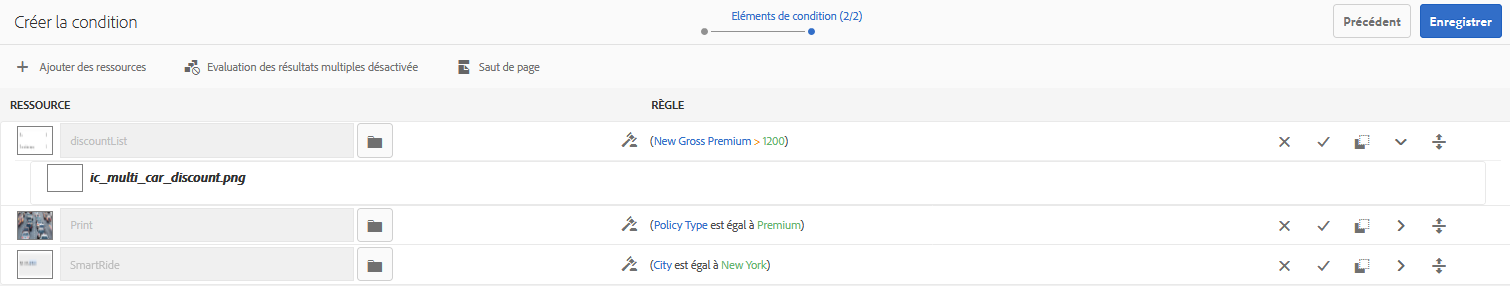 Créer la condition
Eléments de condition (2/2)
Précédent
Enregistrer
Ajouter des ressources
Evaluation des résultats multiples désactivée
Saut de page
RESSOURCE RÈGLE
discountList (New Gross Premium > 1200)
ic_multi_car_discount.png
Print (Policy Type est égal à Premium)
SmartRide (City est égal à New York)